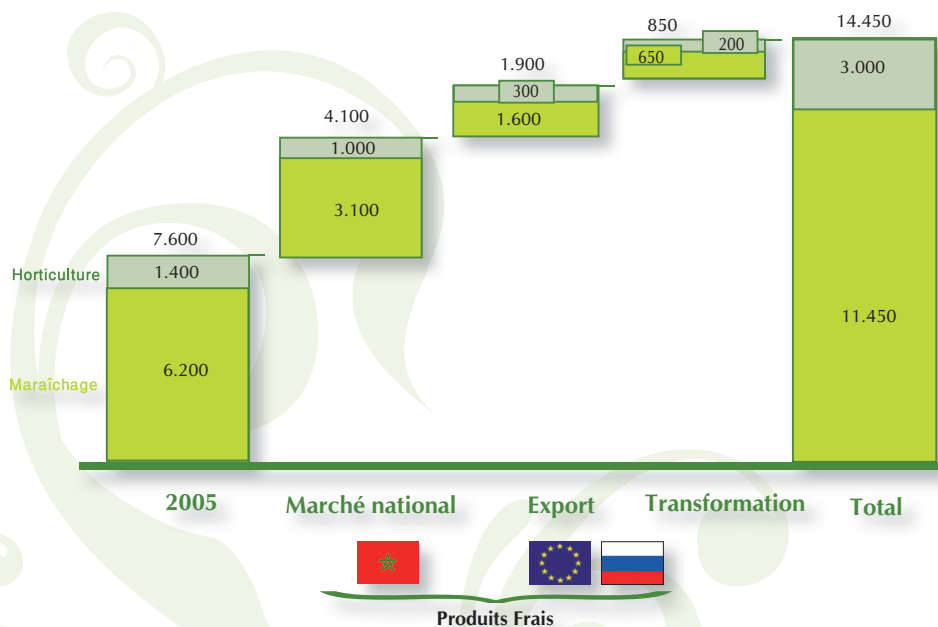 850
14.450
200
650
3.000
1.900
300
1.600
4.100
1.000
3.100
7.600
Horticulture
1.400
11.450
Maraîchage
6.200
2005
Marché national
Export
Transformation
Total
Produits Frais